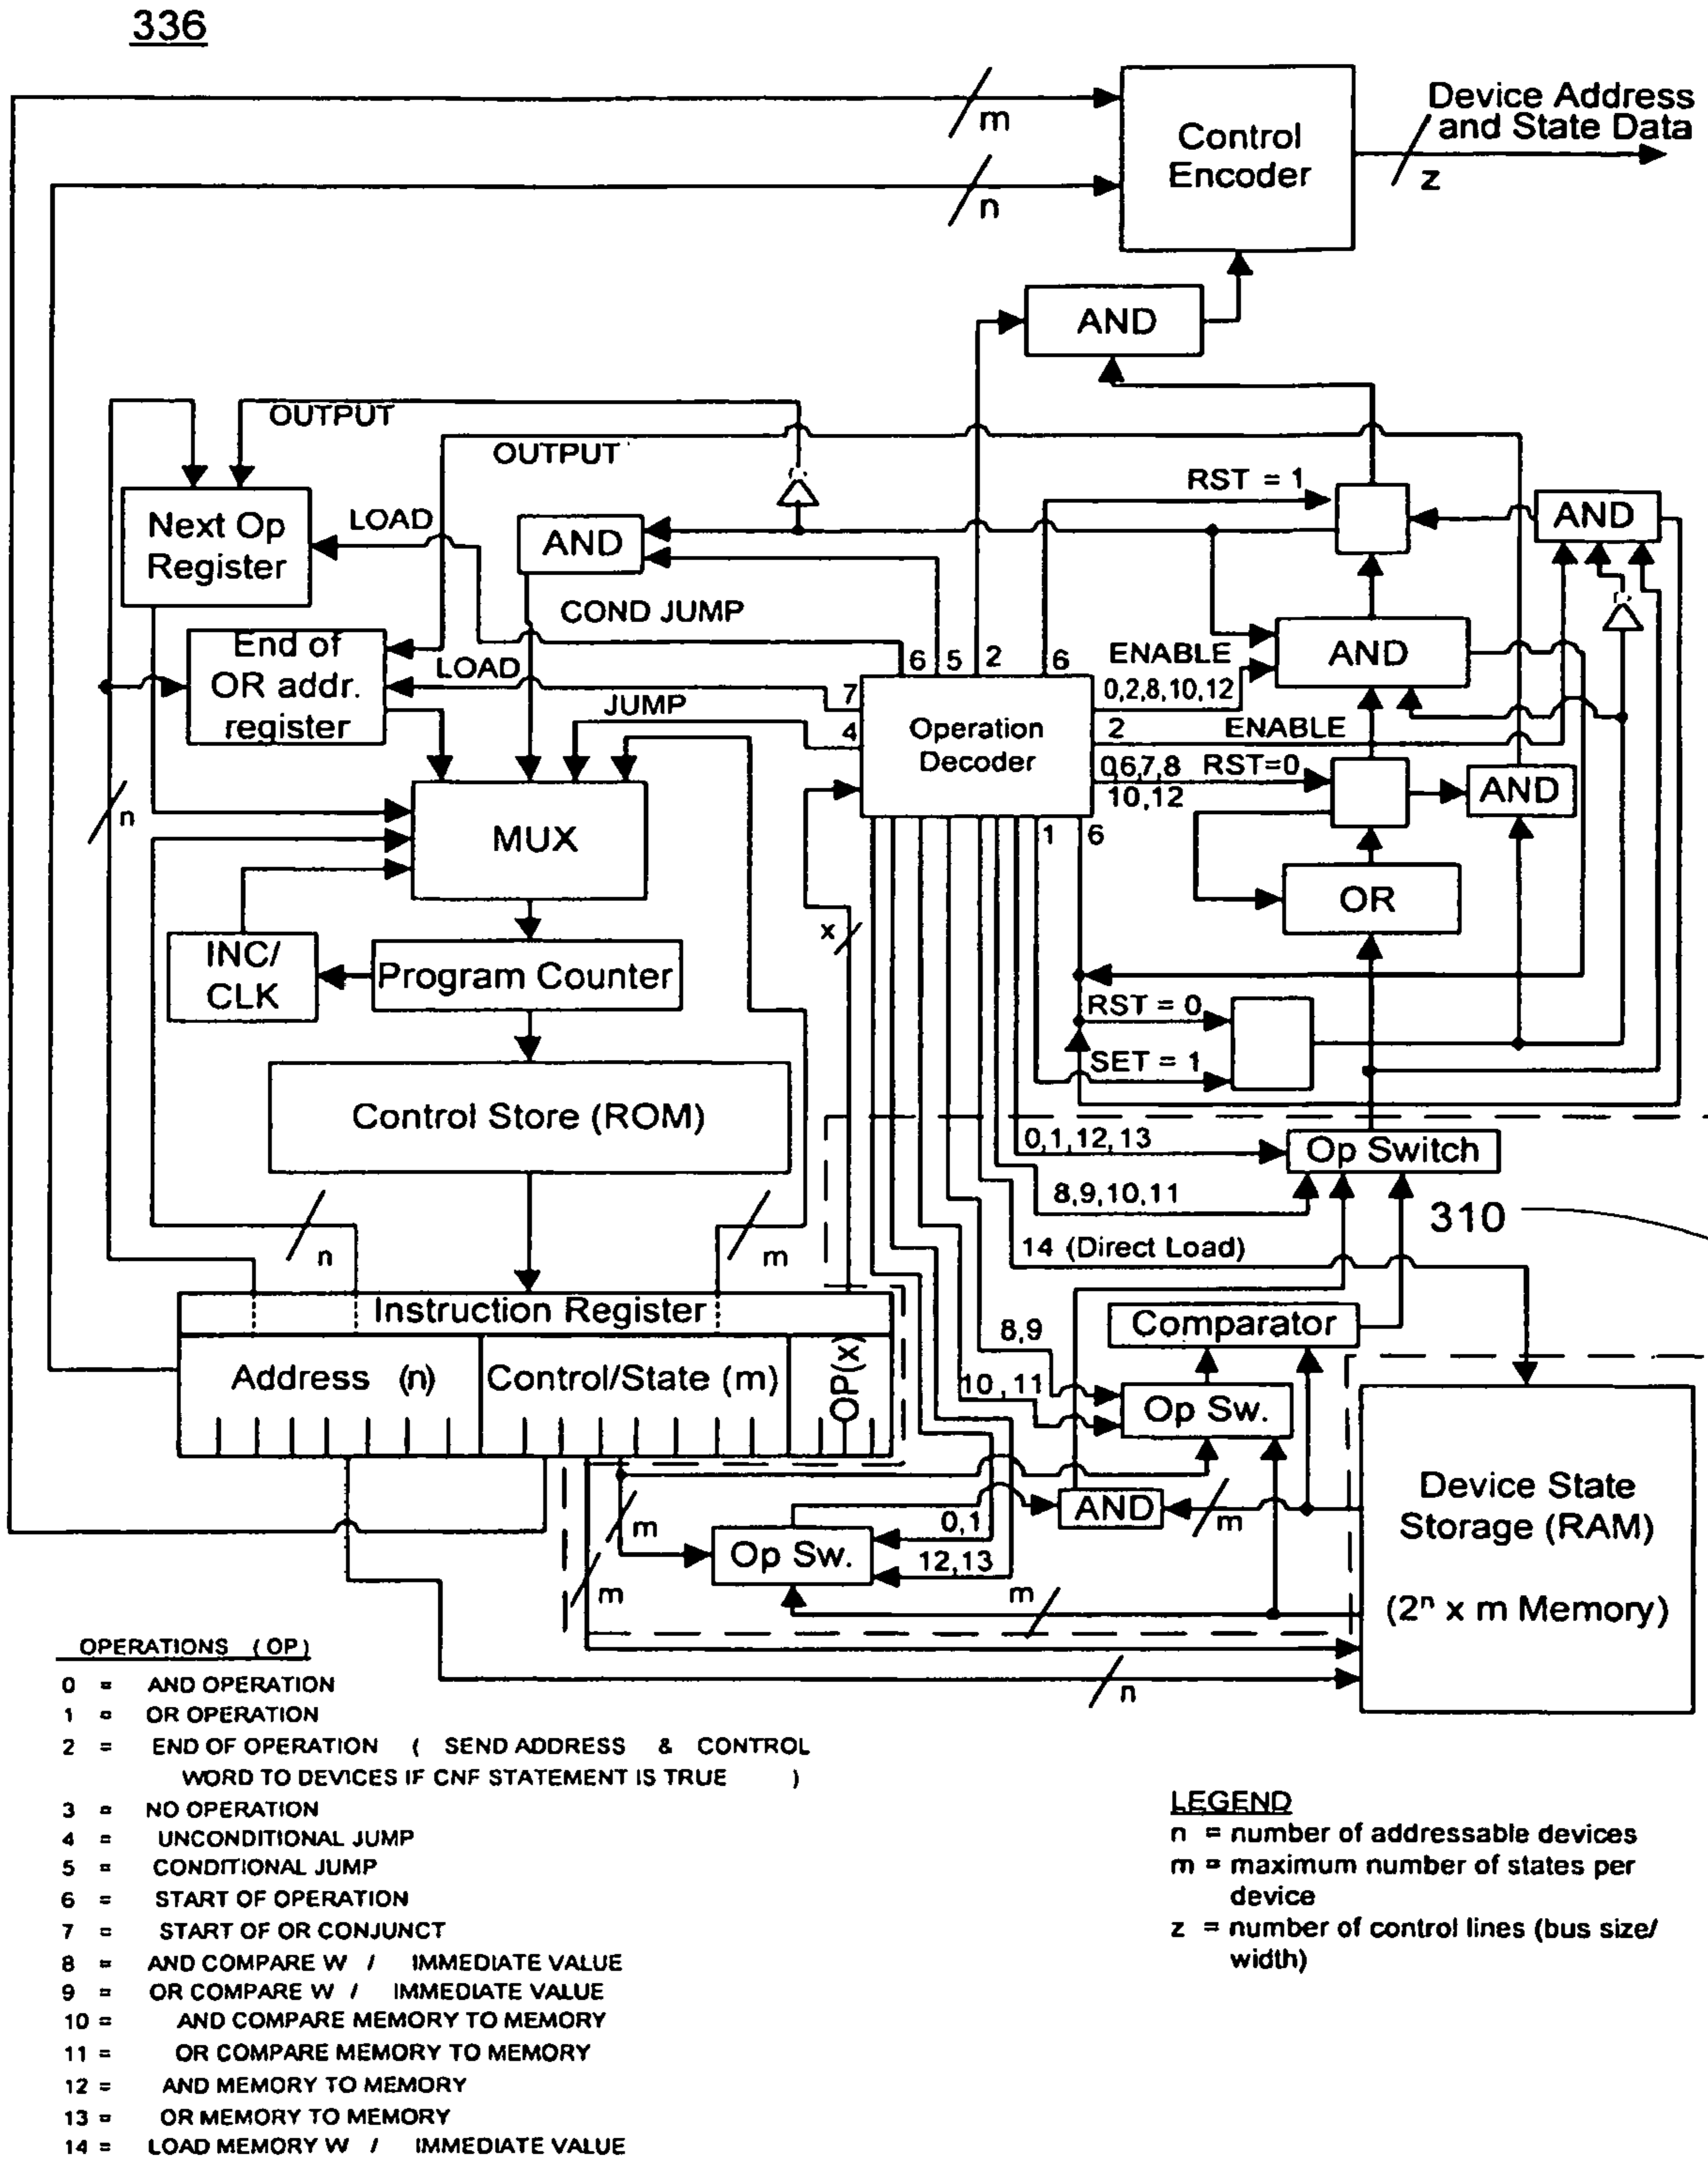 336
m
n
Control
Encoder
Device Address
and State Data
z
AND
OUTPUT
OUTPUT
RST = 1
Next Op
Register
LOAD
AND
AND
COND JUMP
End of
OR addr.
register
LOAD
JUMP
6
5
2
6
7
4
Operation
Decoder
ENABLE
0,2,8,10,12
2
ENABLE
0,6,7,8
RST=0
10,12
AND
AND
n
MUX
x
1
6
OR
INC/
CLK
Program Counter
RST = 0
SET = 1
Control Store (ROM)
0,1,12,13
Op Switch
8,9,10,11
310
n
m
14 (Direct Load)
Instruction Register
Comparator
8,9
Address (n)
Control/State (m)
OP(x)
10,11
Op Sw.
m
m
Op Sw.
0,1
12,13
AND
m
m
Device State
Storage (RAM)
(2ⁿ x m Memory)
n
OPERATIONS (OP)
0 = AND OPERATION
1 = OR OPERATION
2 = END OF OPERATION ( SEND ADDRESS & CONTROL
WORD TO DEVICES IF CNF STATEMENT IS TRUE )
3 = NO OPERATION
4 = UNCONDITIONAL JUMP
5 = CONDITIONAL JUMP
6 = START OF OPERATION
7 = START OF OR CONJUNCT
8 = AND COMPARE W / IMMEDIATE VALUE
9 = OR COMPARE W / IMMEDIATE VALUE
10 = AND COMPARE MEMORY TO MEMORY
11 = OR COMPARE MEMORY TO MEMORY
12 = AND MEMORY TO MEMORY
13 = OR MEMORY TO MEMORY
14 = LOAD MEMORY W / IMMEDIATE VALUE
LEGEND
n = number of addressable devices
m = maximum number of states per
device
z = number of control lines (bus size/
width)